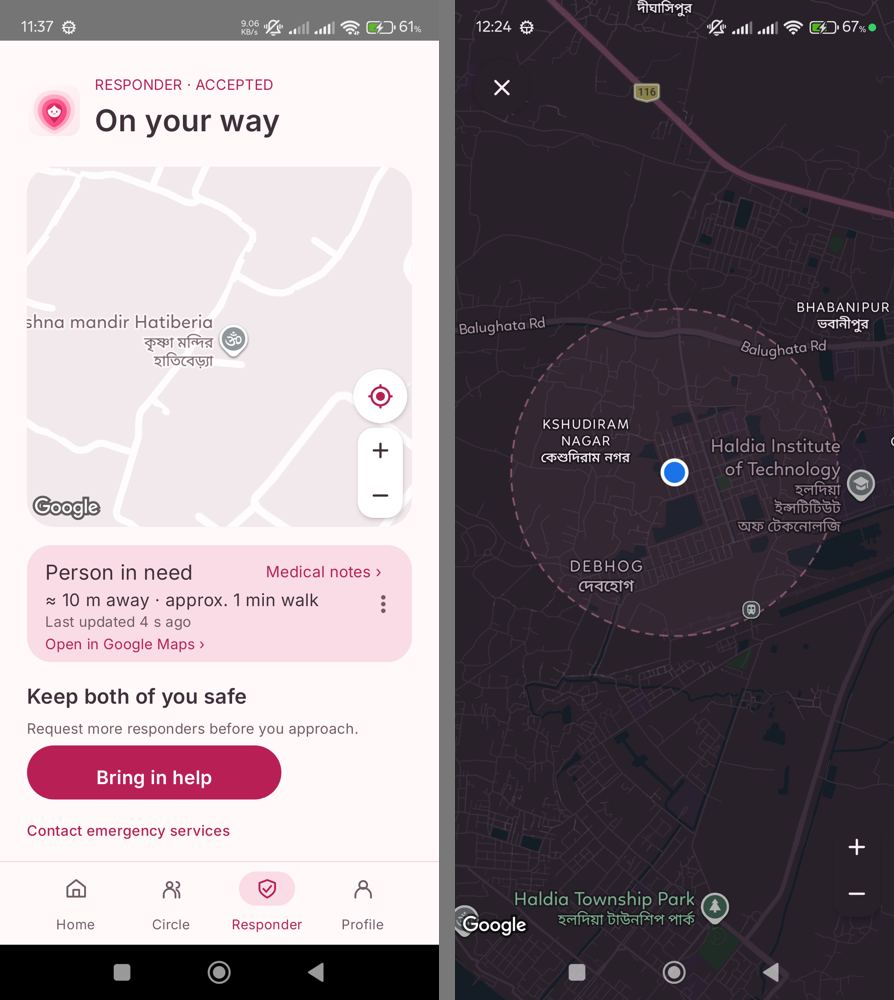 11:37
9.06
KB/s
61%
RESPONDER · ACCEPTED
On your way
shna mandir Hatiberia
কৃষ্ণা মন্দির
হাতিবেড়্যা
+
−
Google
Person in need
Medical notes ›
≈ 10 m away · approx. 1 min walk
Last updated 4 s ago
Open in Google Maps ›
Keep both of you safe
Request more responders before you approach.
Bring in help
Contact emergency services
Home
Circle
Responder
Profile
দীঘাসিপুর
12:24
67%
116
BHABANIPUR
ভবানীপুর
Balughata Rd
Balughata Rd
KSHUDIRAM
NAGAR
কেশুদিরাম নগর
Haldia Institute
of Technology
হলদিয়া
ইন্সটিটিউট
অফ টেকনোলজি
DEBHOG
দেবহোগ
+
−
Haldia Township Park
হলদিয়া টাউনশিপ পার্ক
Google